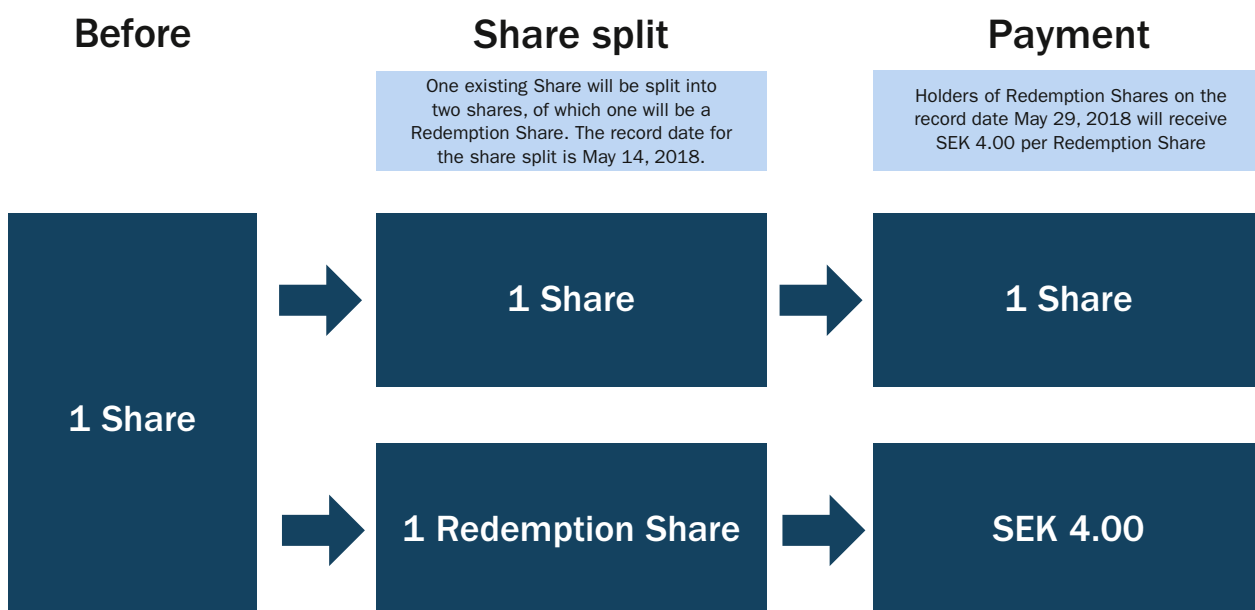 Before
Share split
Payment
One existing Share will be split into
two shares, of which one will be a
Redemption Share. The record date for
the share split is May 14, 2018.
Holders of Redemption Shares on the
record date May 29, 2018 will receive
SEK 4.00 per Redemption Share
1 Share
1 Share
1 Share
1 Redemption Share
SEK 4.00